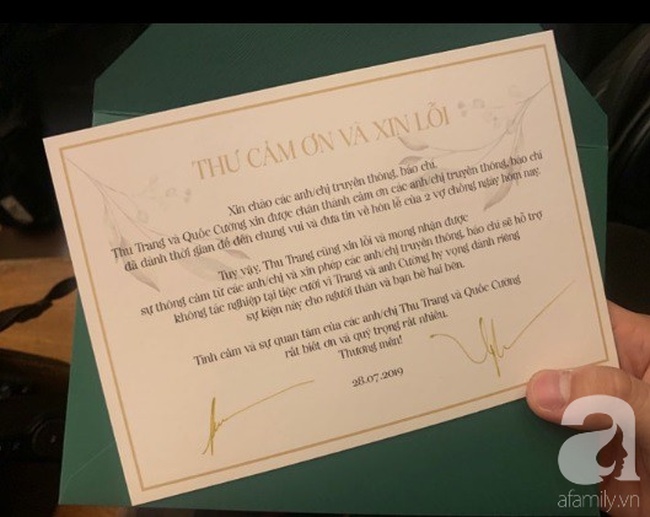 THƯ CẢM ƠN VÀ XIN LỖI
Xin chào các anh/chị truyền thông, báo chí.
Thu Trang và Quốc Cường xin được chân thành cảm ơn các anh/chị truyền thông, báo chí
đã dành thời gian để đến chung vui và đưa tin về hôn lễ của 2 vợ chồng ngày hôm nay.
Tuy vậy, Thu Trang cũng xin lỗi và mong nhận được
sự thông cảm từ các anh/chị và xin phép các anh/chị truyền thông, báo chí sẽ hỗ trợ
không tác nghiệp tại tiệc cưới vì Trang và anh Cường hy vọng dành riêng
sự kiện này cho người thân và bạn bè hai bên.
Tình cảm và sự quan tâm của các anh/chị Thu Trang và Quốc Cường
rất biết ơn và quý trọng rất nhiều.
Thương mến!
28.07.2019
a
afamily.vn